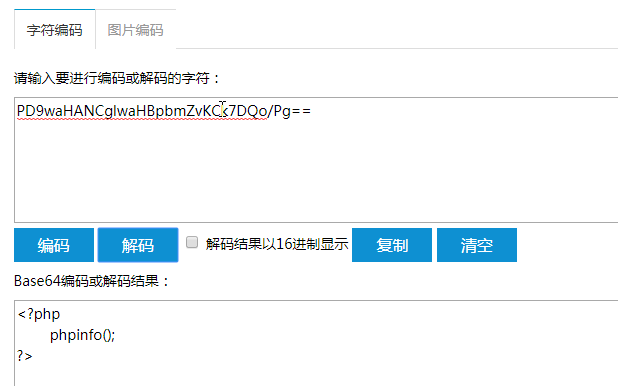 字符编码 图片编码
请输入要进行编码或解码的字符：
PD9waHANCglwaHBpbmZvKCk7DQo/Pg==
编码 解码 解码结果以16进制显示 复制 清空
Base64编码或解码结果：
<?php
phpinfo();
?>